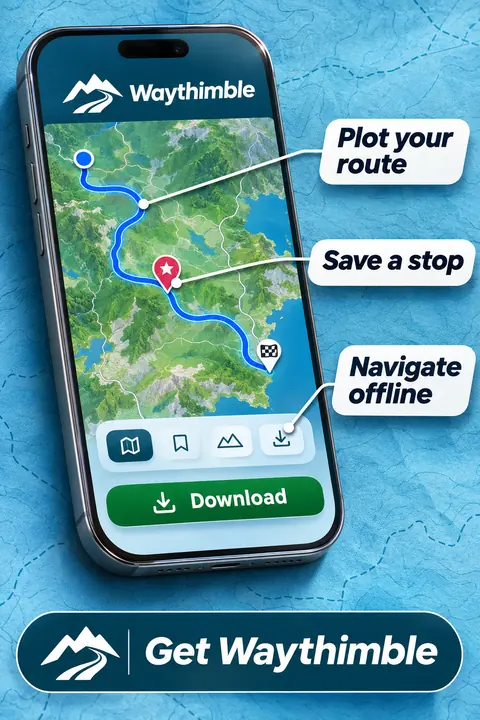 Waythimble
Plot your
route
Save a stop
Navigate
offline
Download
Get Waythimble